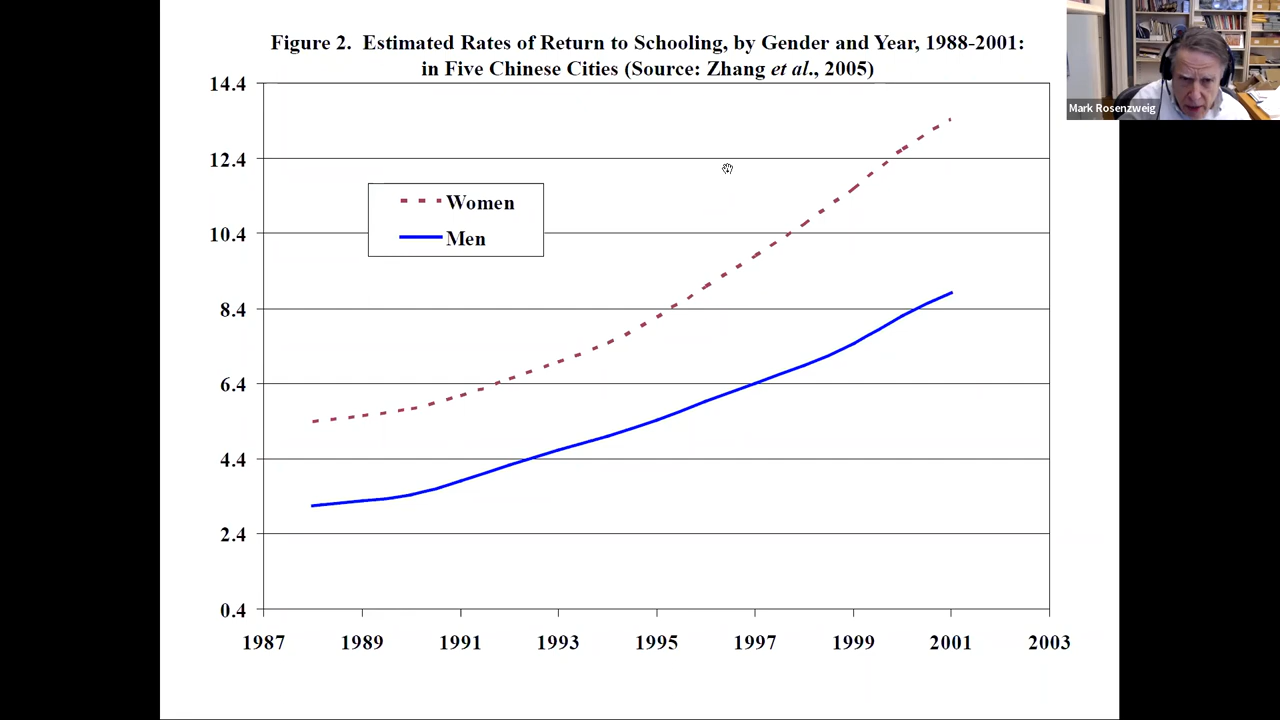 Figure 2. Estimated Rates of Return to Schooling, by Gender and Year, 1988-2001:
in Five Chinese Cities (Source: Zhang et al., 2005)
Mark Rosenzweig
14.4
12.4
Women
10.4
Men
8.4
6.4
4.4
2.4
0.4
1987 1989 1991 1993 1995 1997 1999 2001 2003